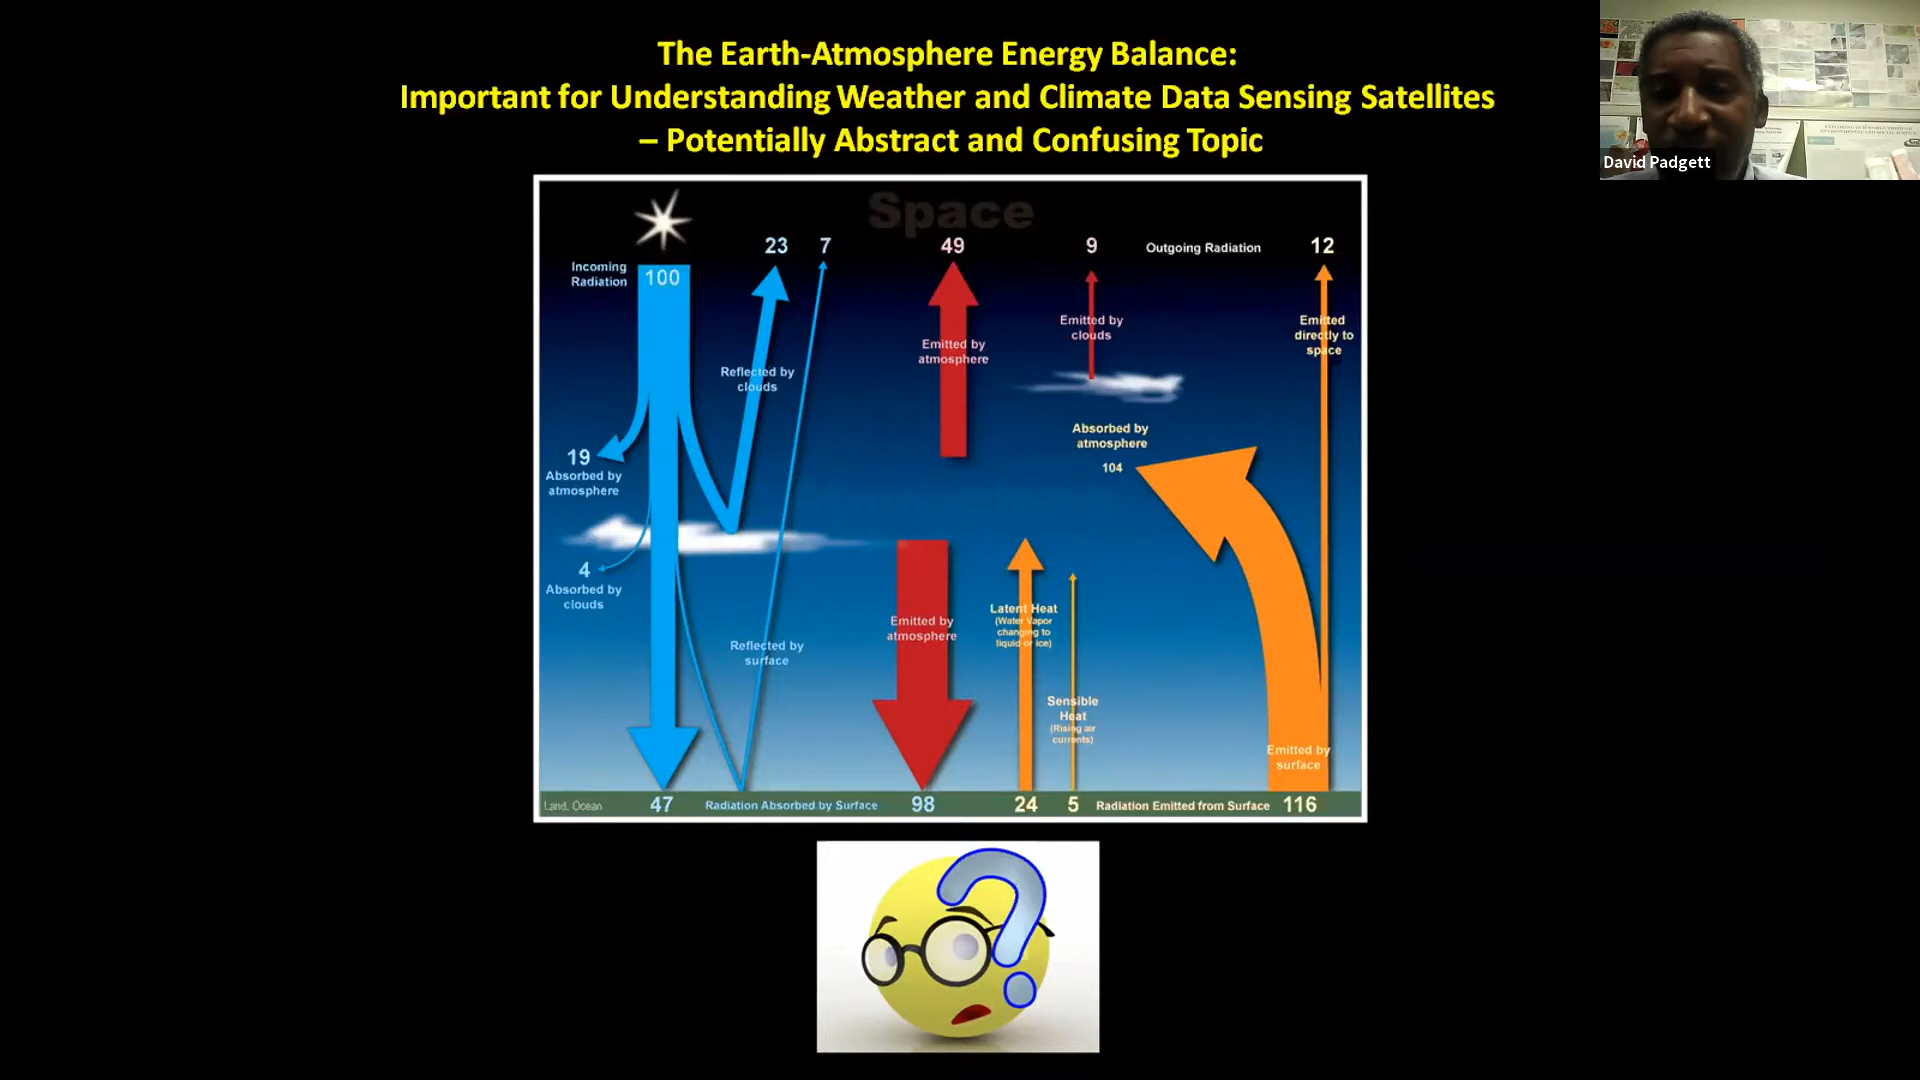 The Earth-Atmosphere Energy Balance:
Important for Understanding Weather and Climate Data Sensing Satellites
– Potentially Abstract and Confusing Topic
David Padgett
Space
23
7
49
9
Outgoing Radiation
12
Incoming
Radiation
100
Emitted by
clouds
Emitted
directly to
space
Emitted by
atmosphere
Reflected by
clouds
Absorbed by
atmosphere
104
19
Absorbed by
atmosphere
4
Absorbed by
clouds
Emitted by
atmosphere
Latent Heat
(Water Vapor
changing to
liquid or ice)
Reflected by
surface
Sensible
Heat
(Rising air
currents)
Emitted by
surface
Land, Ocean
47
Radiation Absorbed by Surface
98
24
5
Radiation Emitted from Surface
116
?